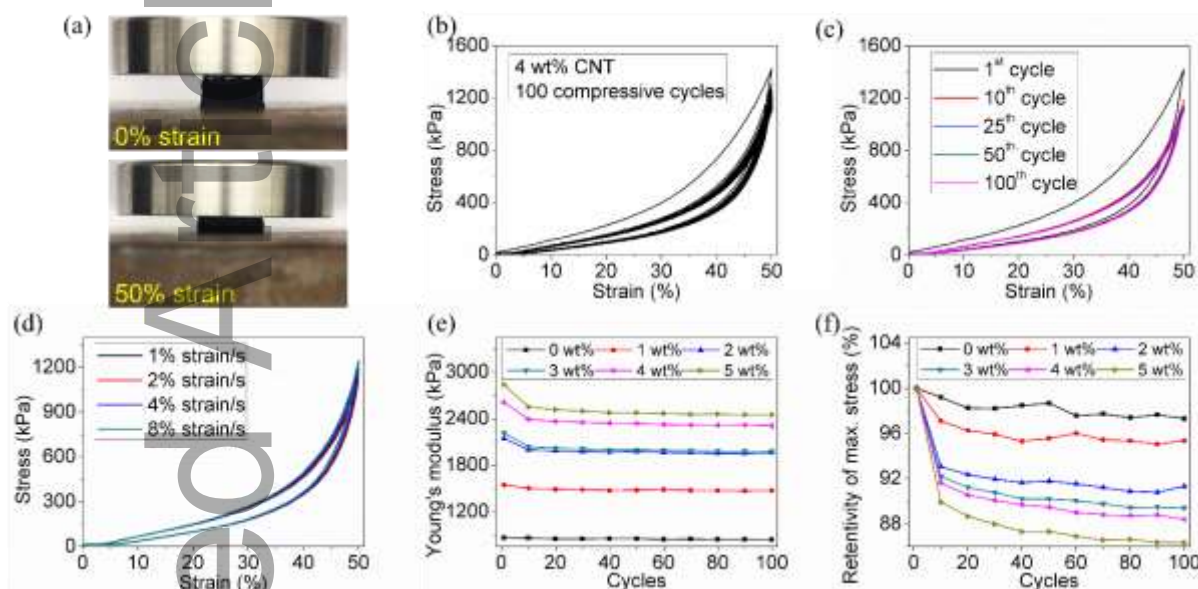 (a)
0% strain
50% strain
(b)
1600
1200
800
400
0
Stress (kPa)
4 wt% CNT
100 compressive cycles
0 10 20 30 40 50
Strain (%)
(c)
1600
1200
800
400
0
Stress (kPa)
1st cycle
10th cycle
25th cycle
50th cycle
100th cycle
0 10 20 30 40 50
Strain (%)
(d)
1200
900
600
300
0
Stress (kPa)
1% strain/s
2% strain/s
4% strain/s
8% strain/s
0 10 20 30 40 50
Strain (%)
(e)
3000
2400
1800
1200
Young's modulus (kPa)
0 wt% 1 wt% 2 wt%
3 wt% 4 wt% 5 wt%
0 20 40 60 80 100
Cycles
(f)
104
100
96
92
88
Retentivity of max. stress (%)
0 wt% 1 wt% 2 wt%
3 wt% 4 wt% 5 wt%
0 20 40 60 80 100
Cycles